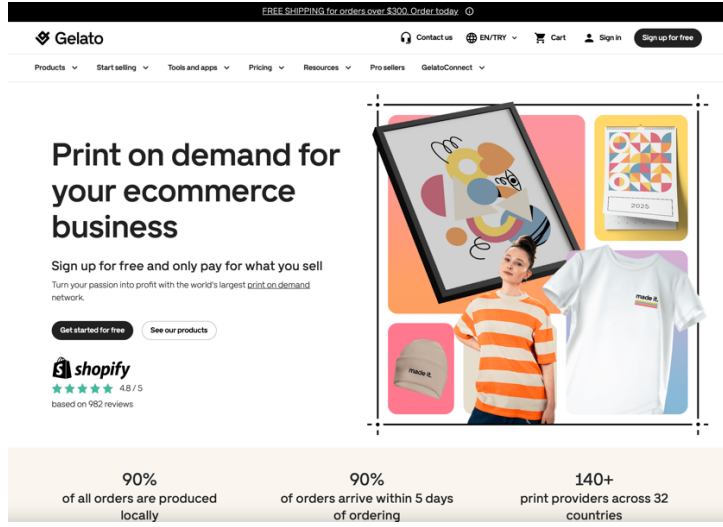 FREE SHIPPING for orders over $300. Order today
Gelato
Contact us
EN/TRY
Cart
Sign in
Sign up for free
Products
Start selling
Tools and apps
Pricing
Resources
Pro sellers
GelatoConnect
Print on demand for
your ecommerce
business
Sign up for free and only pay for what you sell
Turn your passion into profit with the world's largest print on demand
network.
Get started for free
See our products
shopify
4.8 / 5
based on 982 reviews
2025
made it.
made it.
90%
of all orders are produced
locally
90%
of orders arrive within 5 days
of ordering
140+
print providers across 32
countries